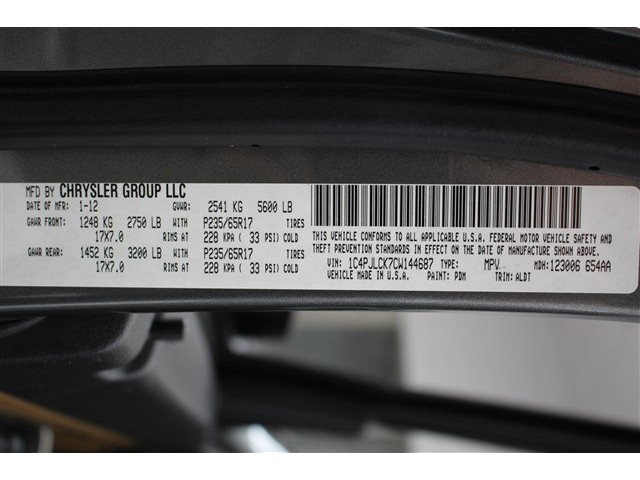 MFD BY CHRYSLER GROUP LLC
DATE OF MFR: 1-12 GVWR: 2541 KG 5600 LB
GAWR FRONT: 1248 KG 2750 LB WITH P235/65R17 TIRES
17X7.0 RIMS AT 228 KPA ( 33 PSI) COLD
GAWR REAR: 1452 KG 3200 LB WITH P235/65R17 TIRES
17X7.0 RIMS AT 228 KPA ( 33 PSI) COLD
THIS VEHICLE CONFORMS TO ALL APPLICABLE U.S.A. FEDERAL MOTOR VEHICLE SAFETY AND
THEFT PREVENTION STANDARDS IN EFFECT ON THE DATE OF MANUFACTURE SHOWN ABOVE.
VIN: 1C4PJLCK7CW144687 TYPE: MPV MDH: 123006 654AA
VEHICLE MADE IN U.S.A. PAINT: PDM TRIM: ALDT